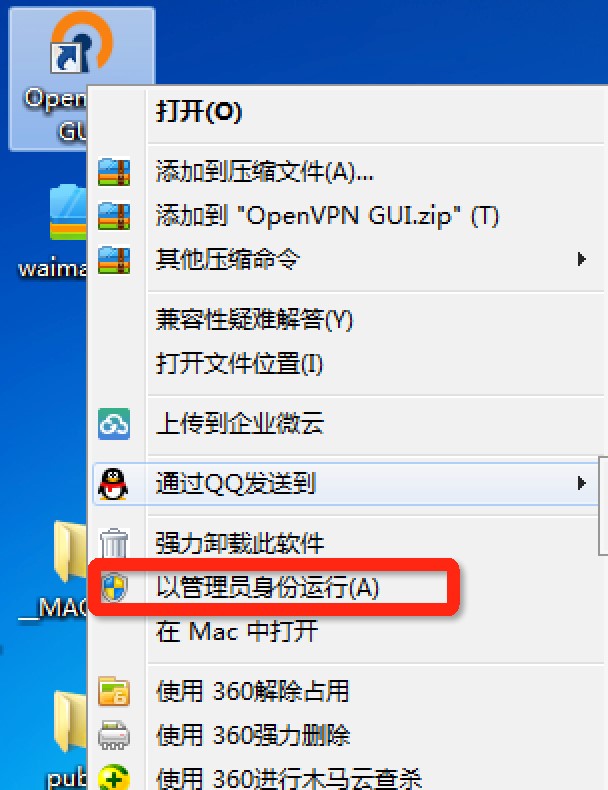 Open
GU
打开(O)
添加到压缩文件(A)...
添加到 "OpenVPN GUI.zip" (T)
waima
其他压缩命令
兼容性疑难解答(Y)
打开文件位置(I)
上传到企业微云
通过QQ发送到
强力卸载此软件
以管理员身份运行(A)
__MAC
在 Mac 中打开
使用 360解除占用
使用 360强力删除
pub
使用 360进行木马云查杀